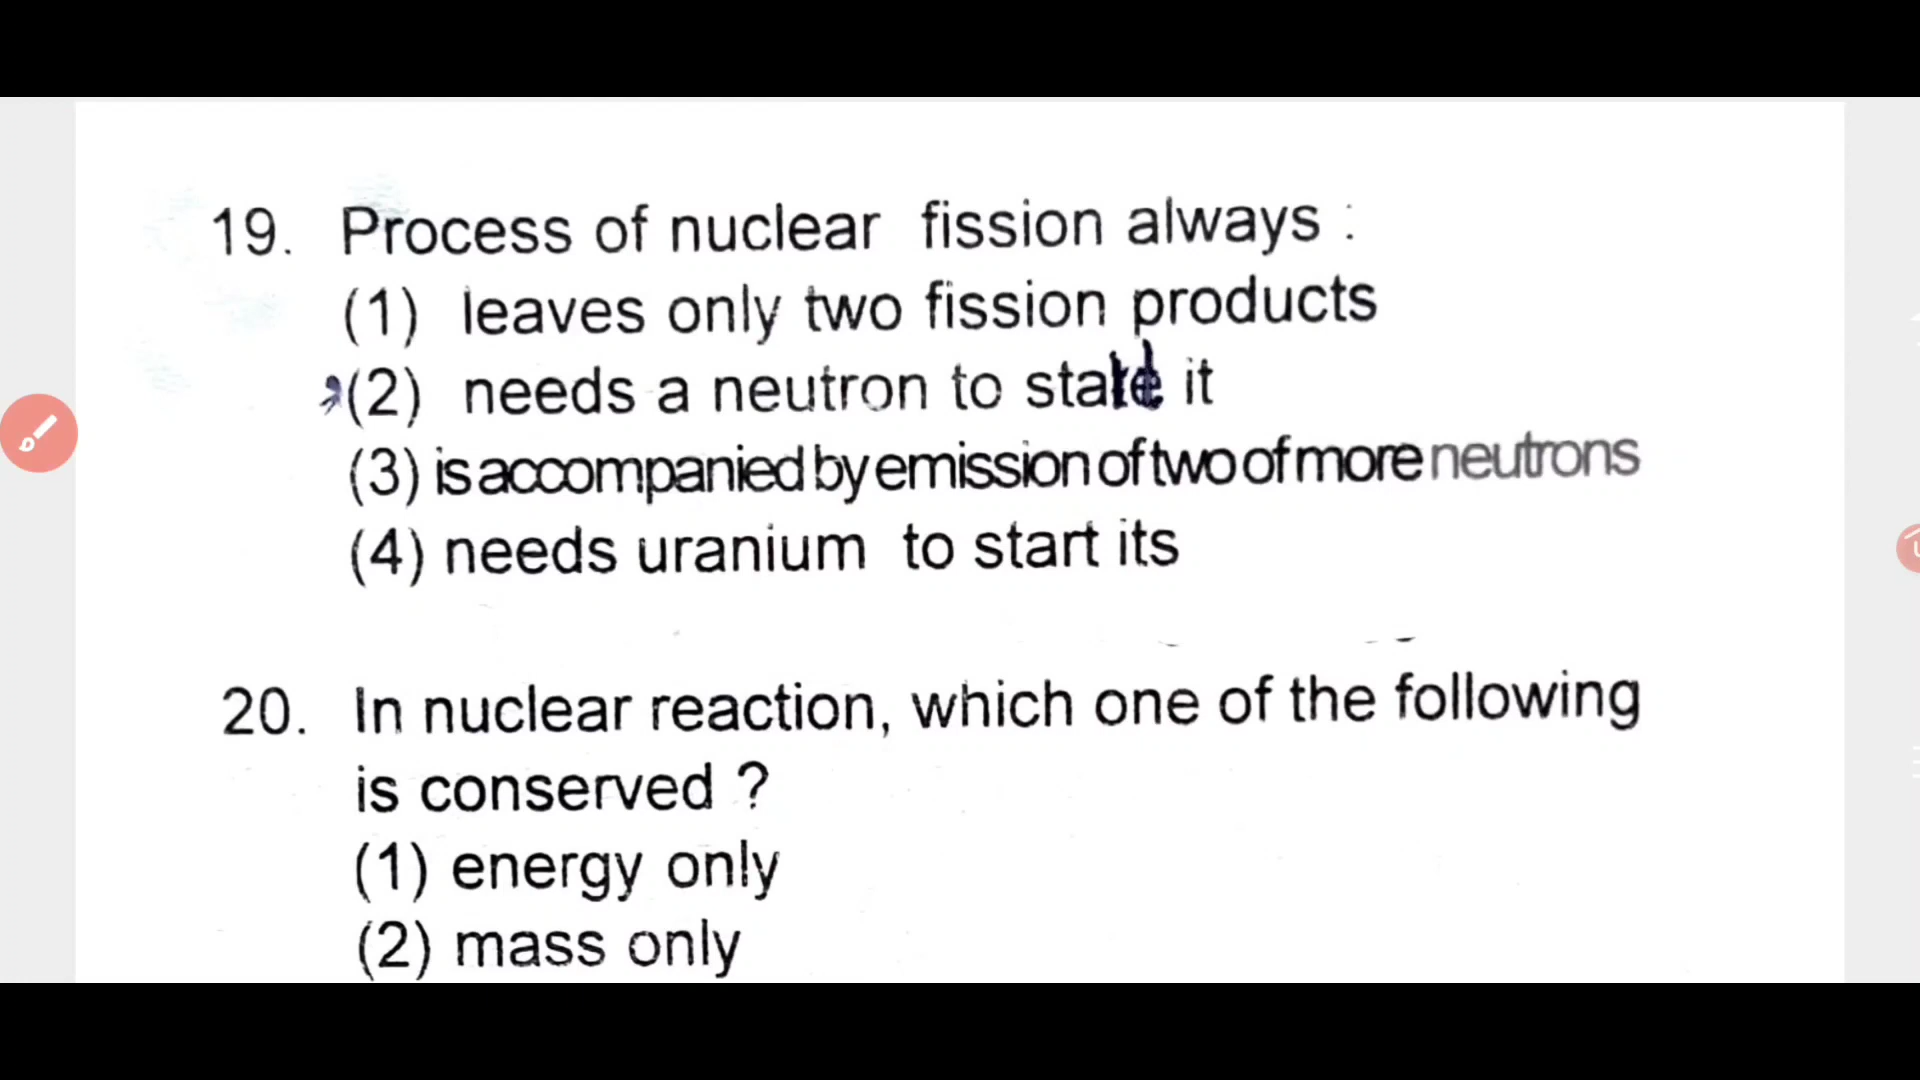 19. Process of nuclear fission always :
(1) leaves only two fission products
(2) needs a neutron to it
(3) is accompanied by emission of two of more neutrons
(4) needs uranium to start its
20. In nuclear reaction, which one of the following
is conserved ?
(1) energy only
(2) mass only